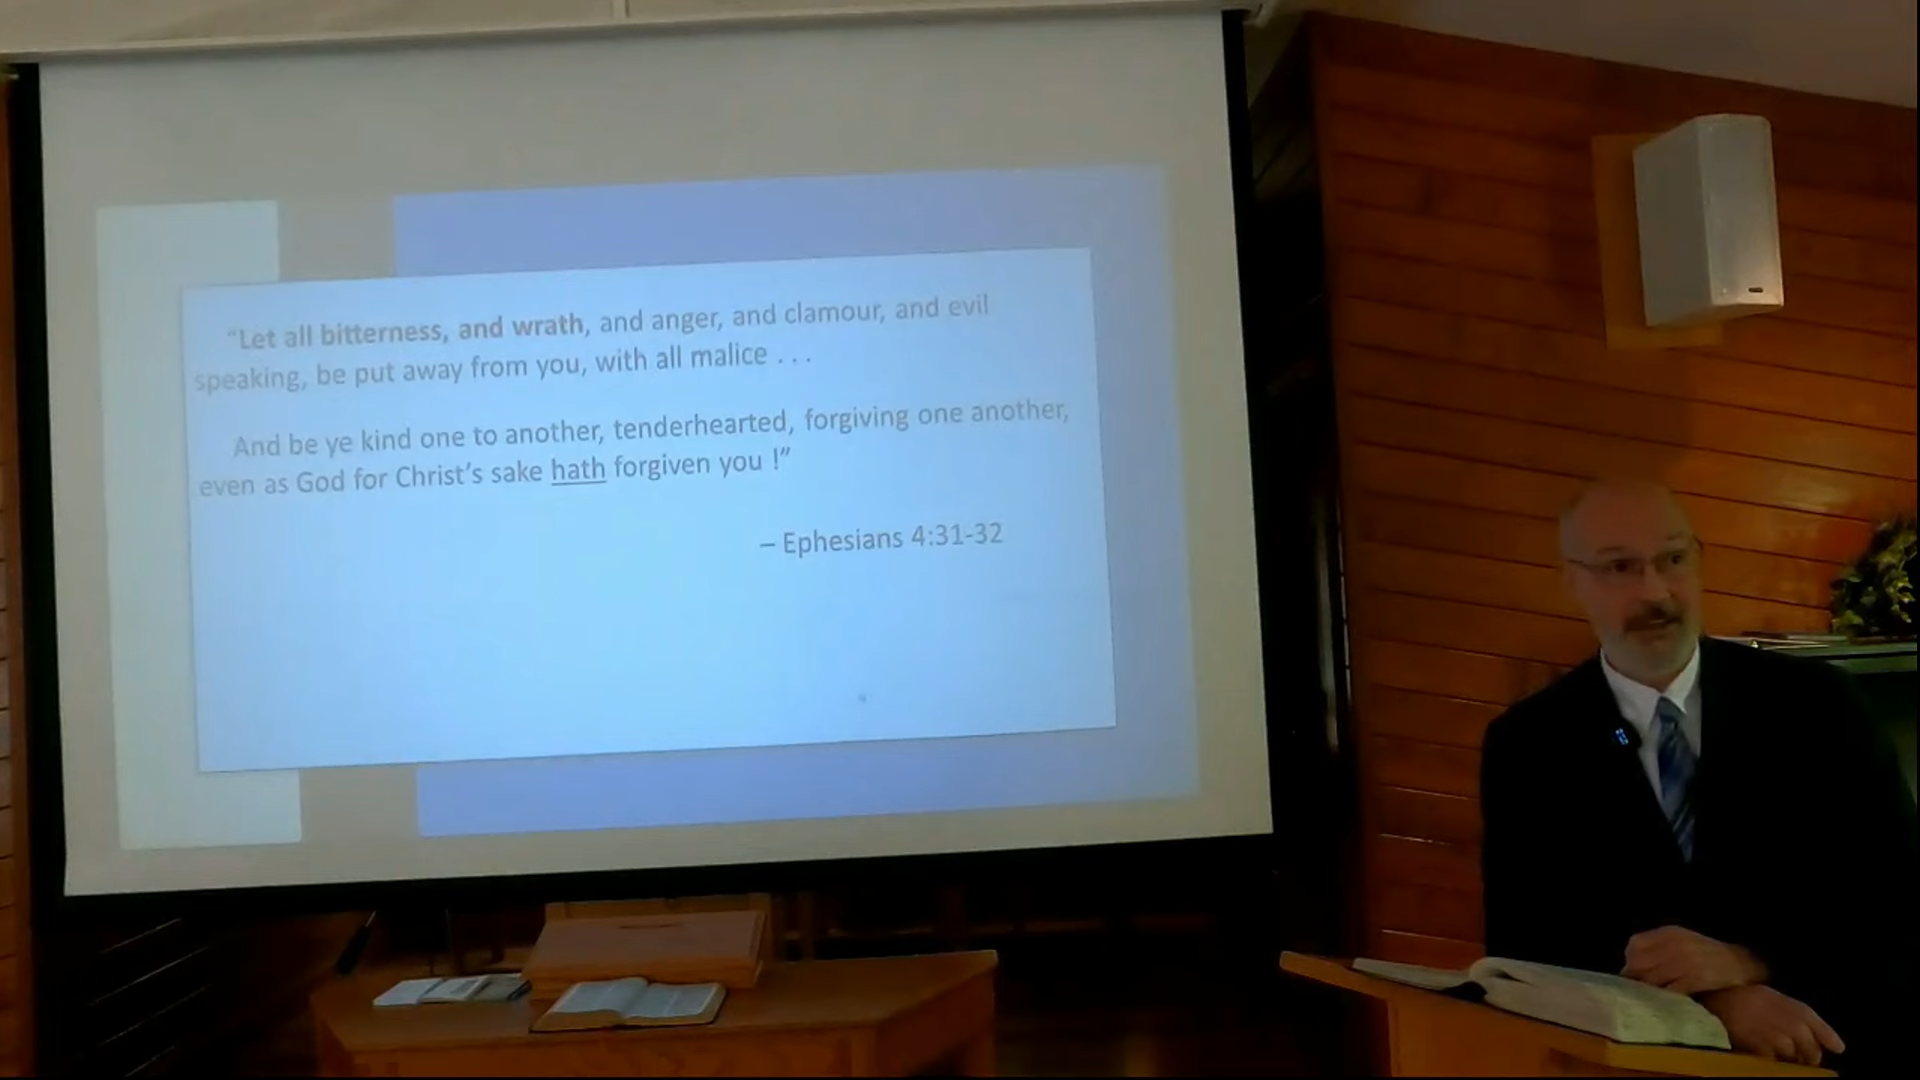 “Let all bitterness, and wrath, and anger, and clamour, and evil
speaking, be put away from you, with all malice . . .
And be ye kind one to another, tenderhearted, forgiving one another,
even as God for Christ’s sake hath forgiven you !”
– Ephesians 4:31-32